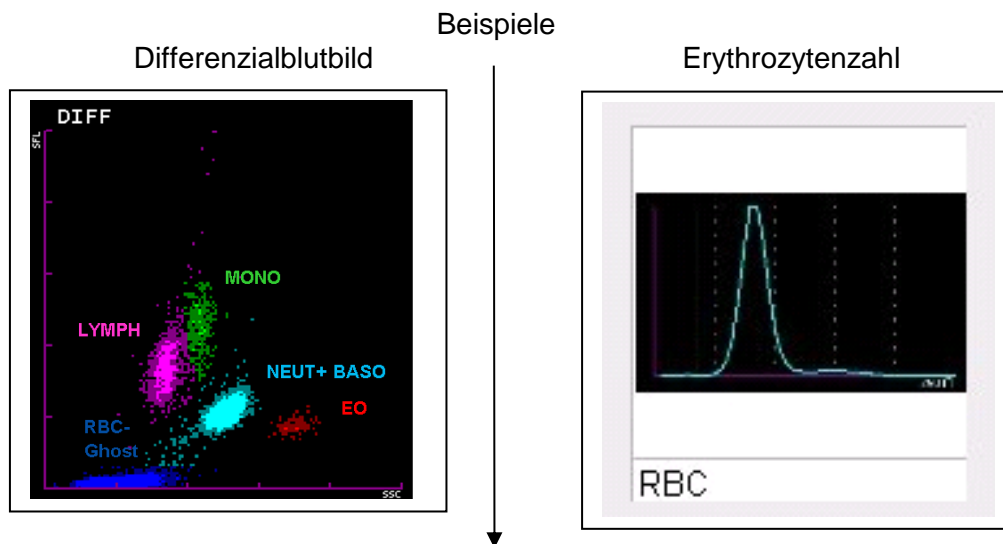 Beispiele
Differenzialblutbild
Erythrozytenzahl
DIFF
SFL
MONO
LYMPH
NEUT+ BASO
EO
RBC-
Ghost
SSC
RBC